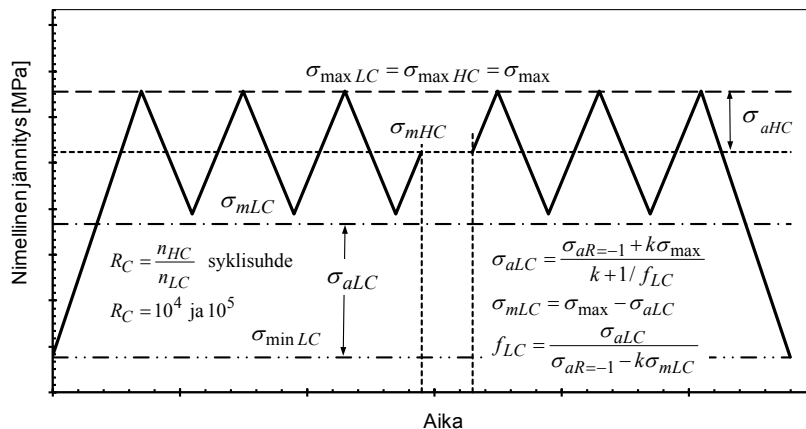 σmax LC = σmax HC = σmax
σaHC
σmHC
Nimellinen jännitys [MPa]
σmLC
R_C = n_HC / n_LC syklisuhde
R_C = 10^4 ja 10^5
σaLC
σmin LC
σaLC = (σaR=−1 + kσmax) / (k + 1/f_LC)
σmLC = σmax − σaLC
f_LC = σaLC / (σaR=−1 − kσmLC)
Aika